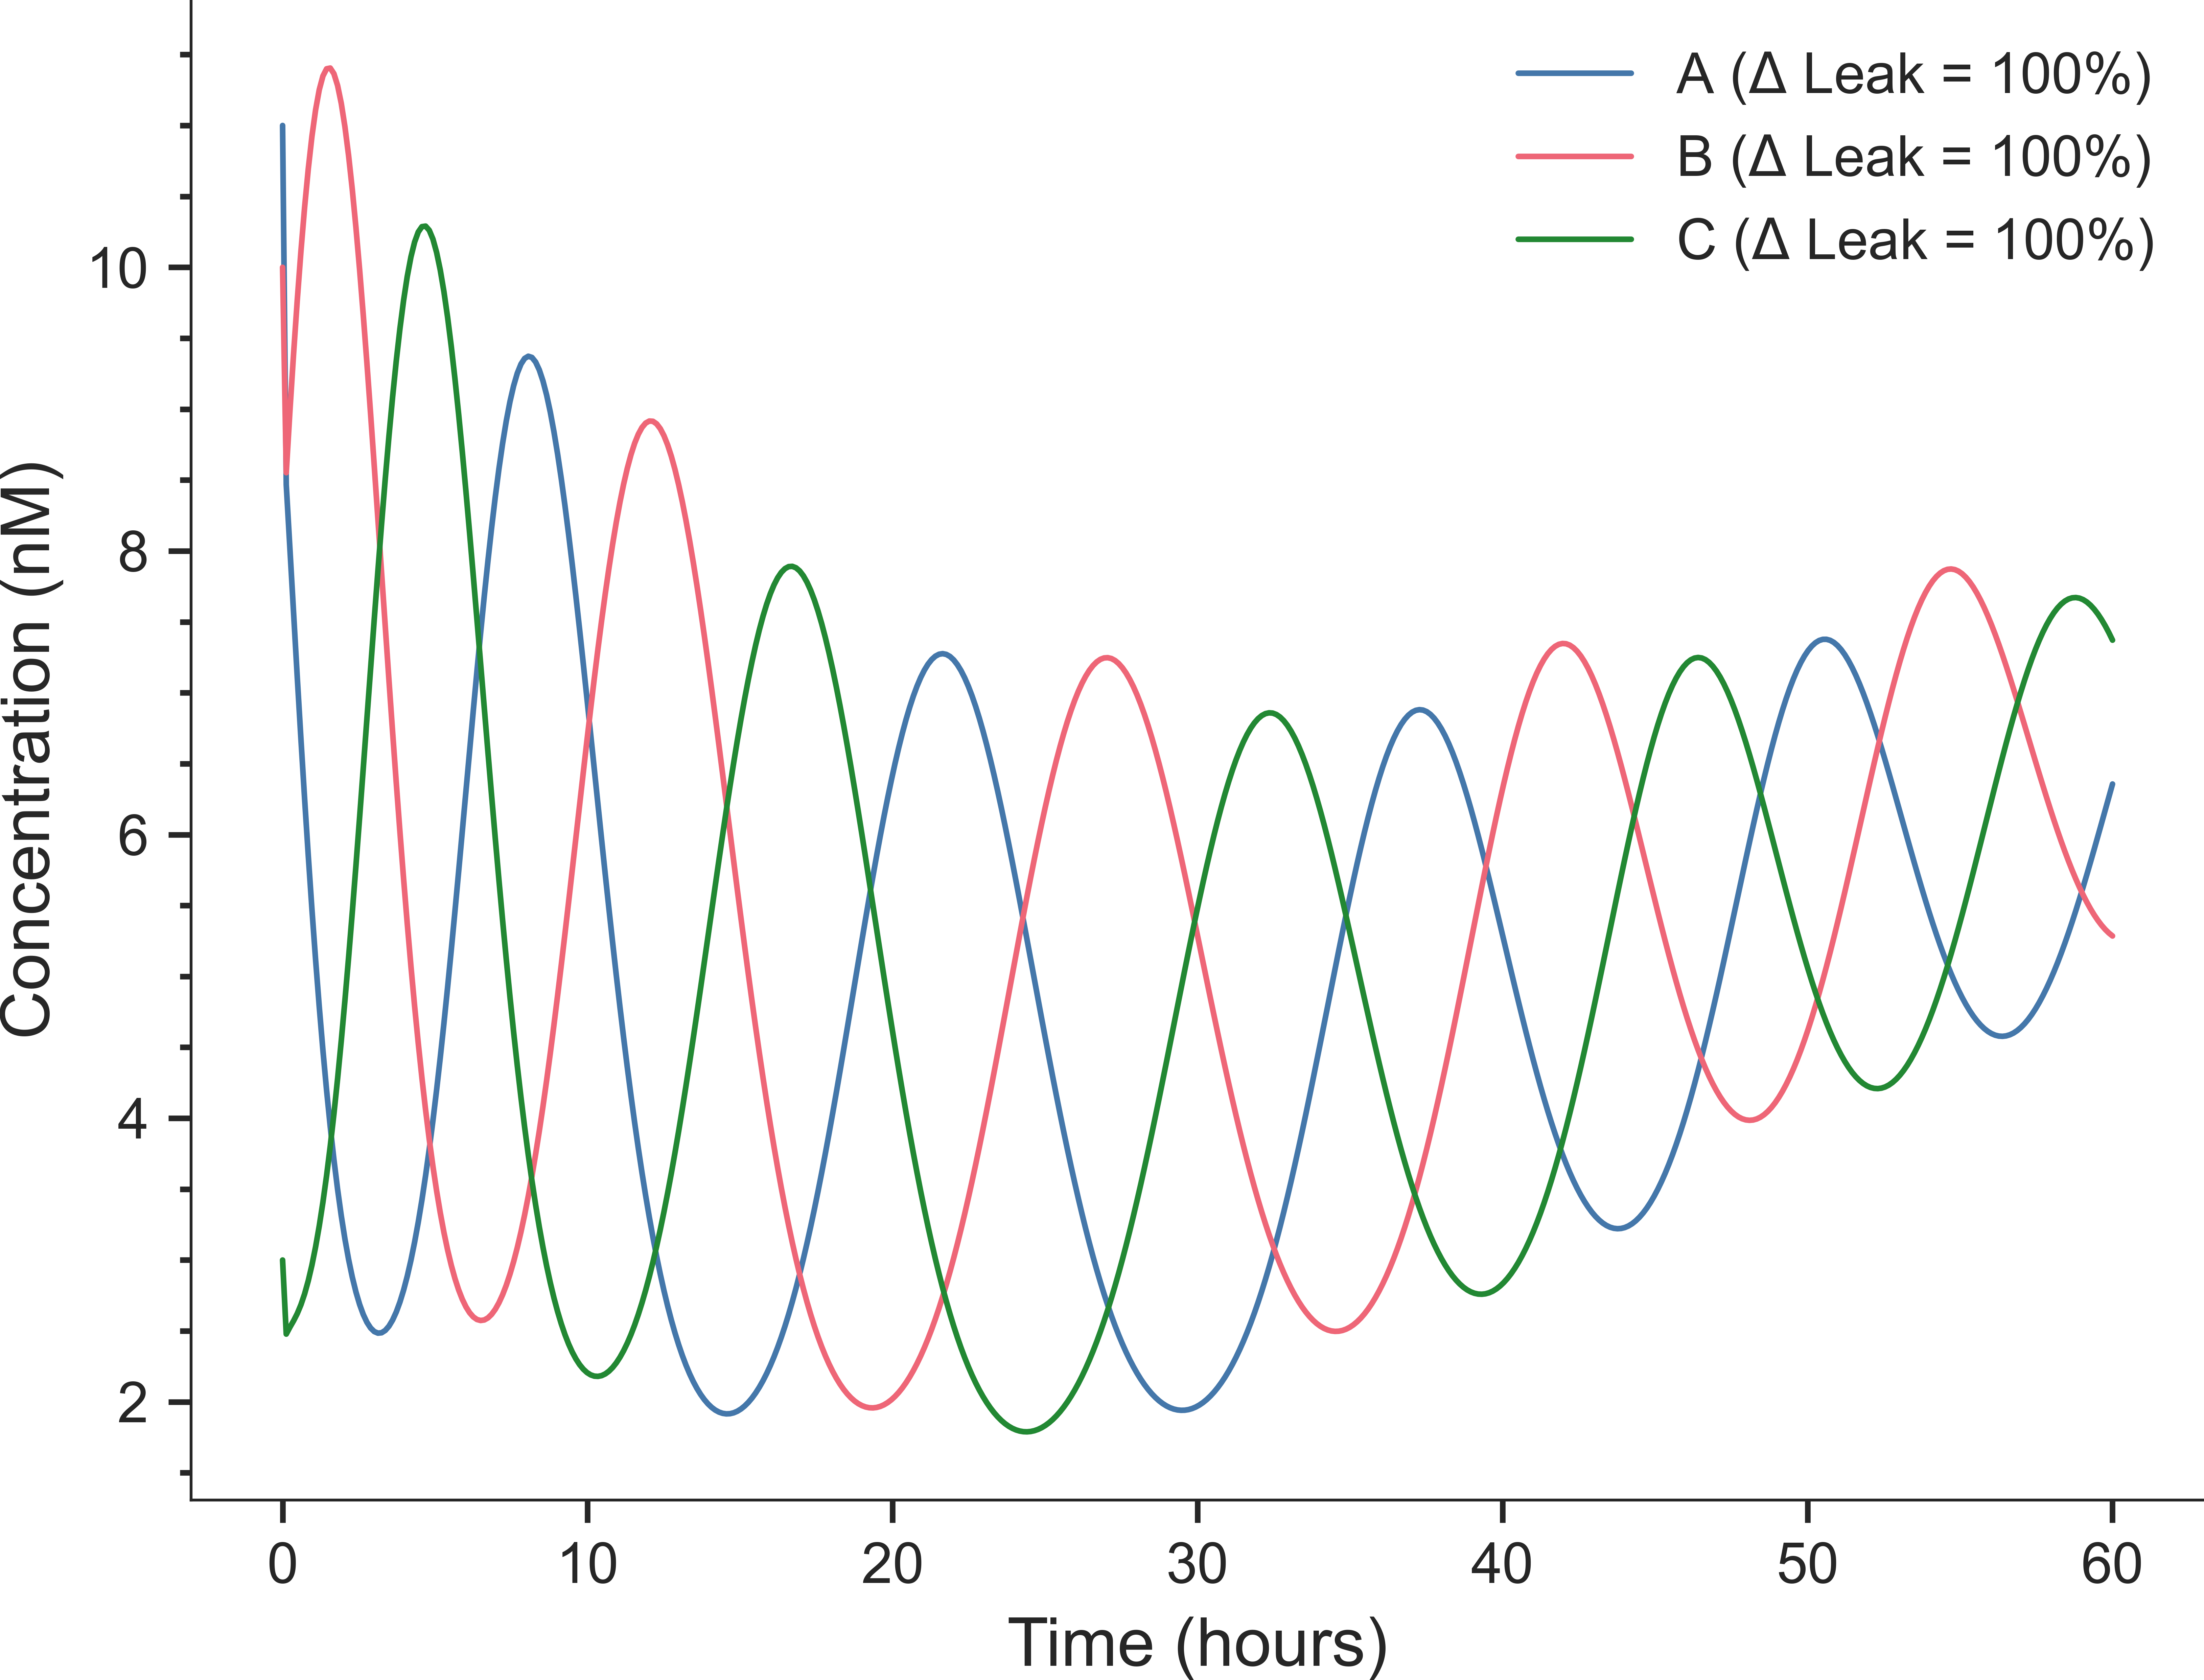 A (Δ Leak = 100%)
B (Δ Leak = 100%)
C (Δ Leak = 100%)
Concentration (nM)
10
8
6
4
2
0 10 20 30 40 50 60
Time (hours)